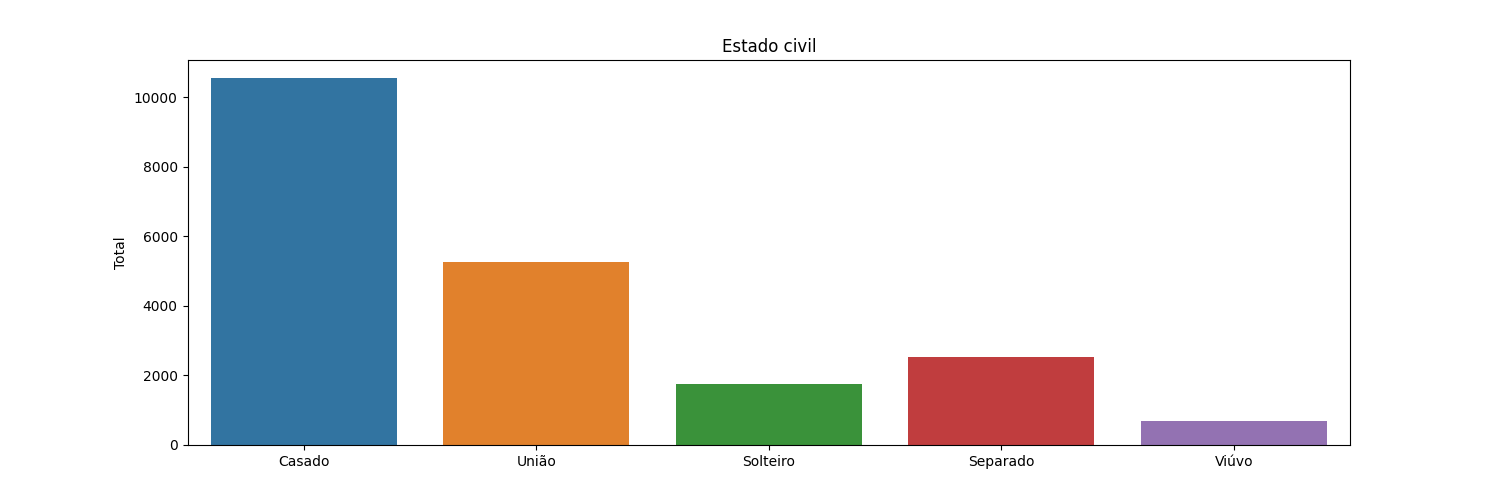 Estado civil
Total
10000
8000
6000
4000
2000
0
Casado
União
Solteiro
Separado
Viúvo